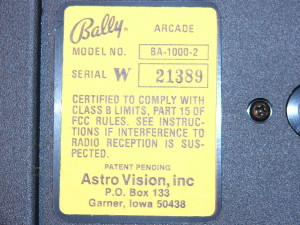 Bally ARCADE
MODEL NO. BA-1000-2
SERIAL W 21389
CERTIFIED TO COMPLY WITH
CLASS B LIMITS, PART 15 OF
FCC RULES. SEE INSTRUC-
TIONS IF INTERFERENCE TO
RADIO RECEPTION IS SUS-
PECTED.
PATENT PENDING
Astro Vision, inc
P.O. Box 133
Garner, Iowa 50438